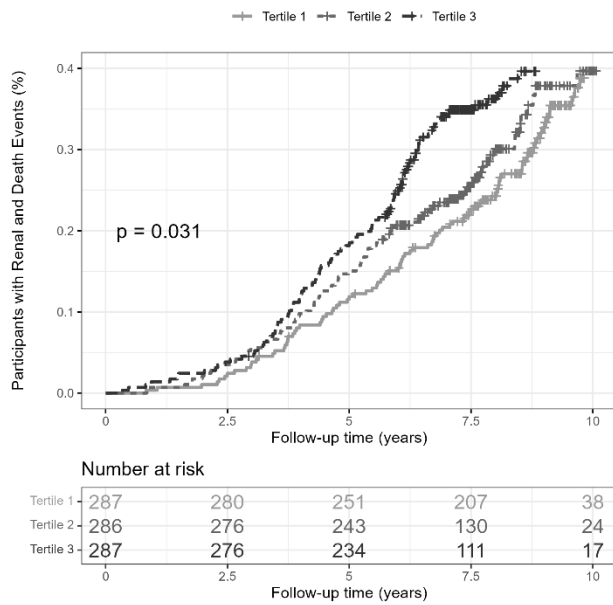 Tertile 1 Tertile 2 Tertile 3
Participants with Renal and Death Events (%)
0.4
0.3
0.2
0.1
0.0
p = 0.031
0 2.5 5 7.5 10
Follow-up time (years)
Number at risk
Tertile 1 287 280 251 207 38
Tertile 2 286 276 243 130 24
Tertile 3 287 276 234 111 17
0 2.5 5 7.5 10
Follow-up time (years)